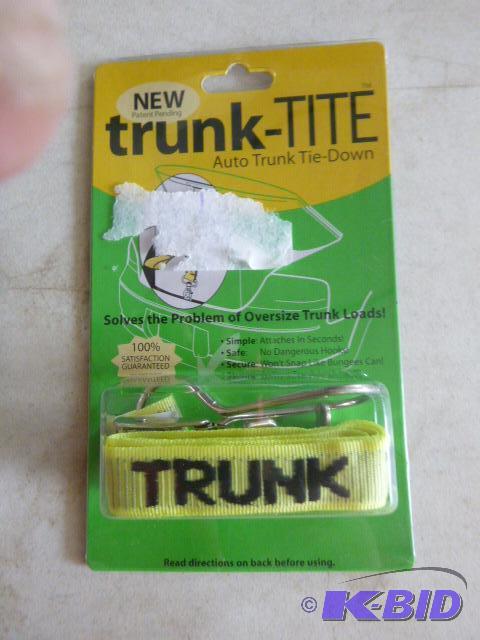 NEW
Patent Pending
trunk-TITE™
Auto Trunk Tie-Down
Solves the Problem of Oversize Trunk Loads!
100%
SATISFACTION
GUARANTEED
• Simple: Attaches in Seconds!
• Safe: No Dangerous Hooks!
• Secure: Won't Snap Like Bungees Can!
TRUNK
Read directions on back before using.
© K-BID